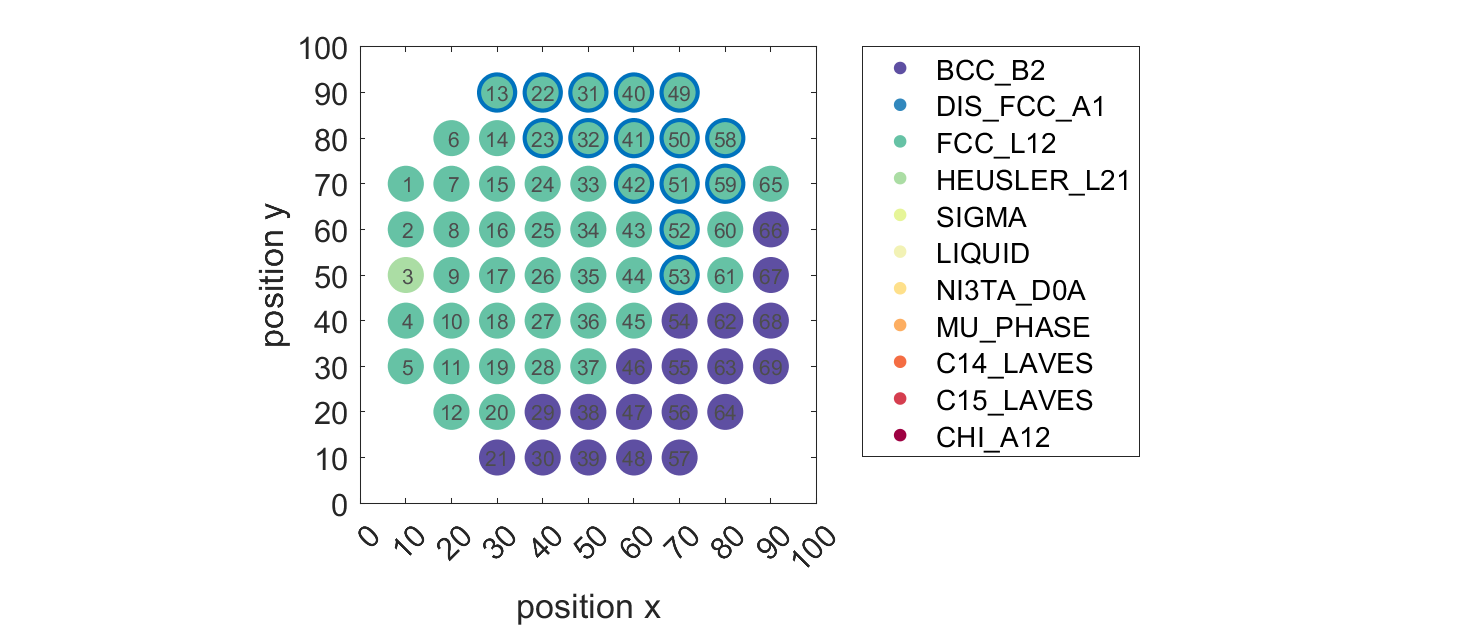 100
90
80
70
60
50
40
30
20
10
0
position y
13 22 31 40 49
6 14 23 32 41 50 58
1 7 15 24 33 42 51 59 65
2 8 16 25 34 43 52 60 66
3 9 17 26 35 44 53 61 67
4 10 18 27 36 45 54 62 68
5 11 19 28 37 46 55 63 69
12 20 29 38 47 56 64
21 30 39 48 57
0 10 20 30 40 50 60 70 80 90 100
position x
BCC_B2
DIS_FCC_A1
FCC_L12
HEUSLER_L21
SIGMA
LIQUID
NI3TA_D0A
MU_PHASE
C14_LAVES
C15_LAVES
CHI_A12